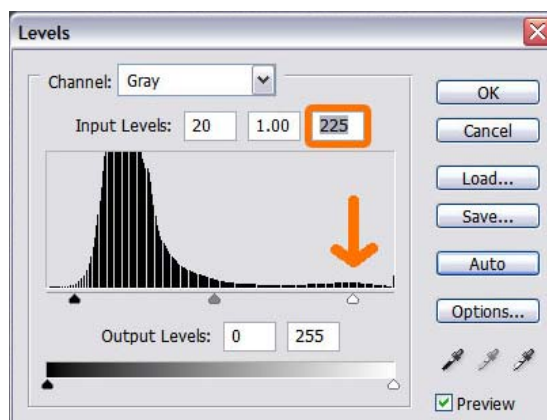 Levels
Channel: Gray
Input Levels: 20 1.00 225
Output Levels: 0 255
OK
Cancel
Load...
Save...
Auto
Options...
Preview